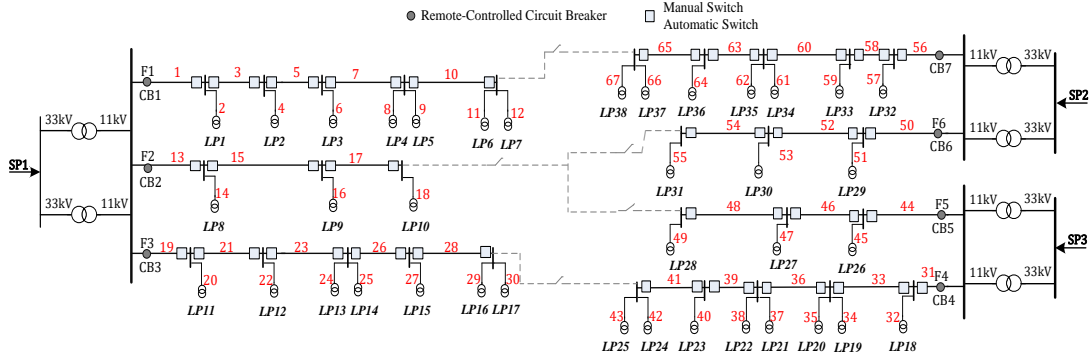 Remote-Controlled Circuit Breaker
Manual Switch
Automatic Switch
F1 1 3 5 7 10
CB1
2 4 6 8 9 11 12
LP1 LP2 LP3 LP4 LP5 LP6 LP7
33kV 11kV
SP1
F2 13 15 17
CB2
14 16 18
LP8 LP9 LP10
33kV 11kV
F3 19 21 23 26 28
CB3
20 22 24 25 27 29 30
LP11 LP12 LP13 LP14 LP15 LP16 LP17
65 63 60 58 56
CB7
67 66 64 62 61 59 57
LP38 LP37 LP36 LP35 LP34 LP33 LP32
11kV 33kV
SP2
54 52 50 F6
CB6
55 53 51
LP31 LP30 LP29
11kV 33kV
48 46 44 F5
CB5
49 47 45
LP28 LP27 LP26
11kV 33kV
SP3
41 39 36 33 31 F4
CB4
43 42 40 38 37 35 34 32
LP25 LP24 LP23 LP22 LP21 LP20 LP19 LP18
11kV 33kV